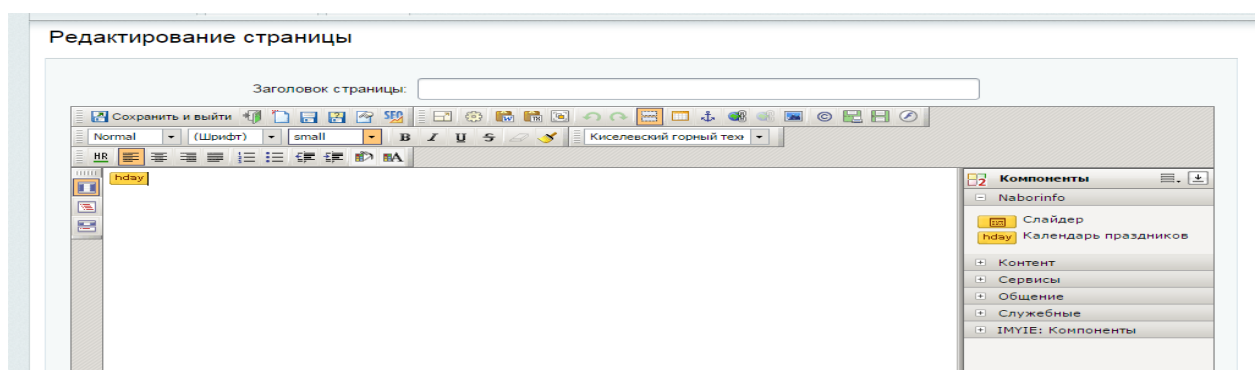 Редактирование страницы
Заголовок страницы:
Сохранить и выйти SEO
Normal (Шрифт) small B I U S Киселевский горный техн
HR A
hday
Компоненты
Naborinfo
Слайдер
hday Календарь праздников
Контент
Сервисы
Общение
Служебные
IMYIE: Компоненты